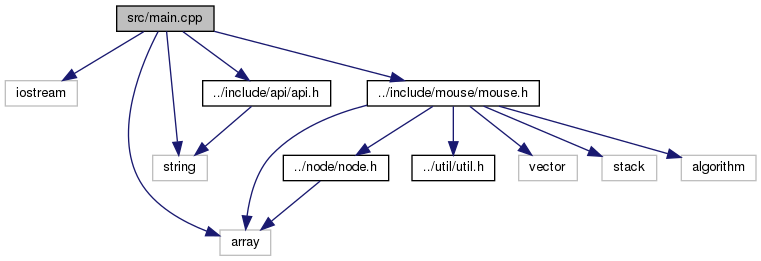 src/main.cpp
iostream
../include/api/api.h
../include/mouse/mouse.h
string
../node/node.h
../util/util.h
vector
stack
algorithm
array